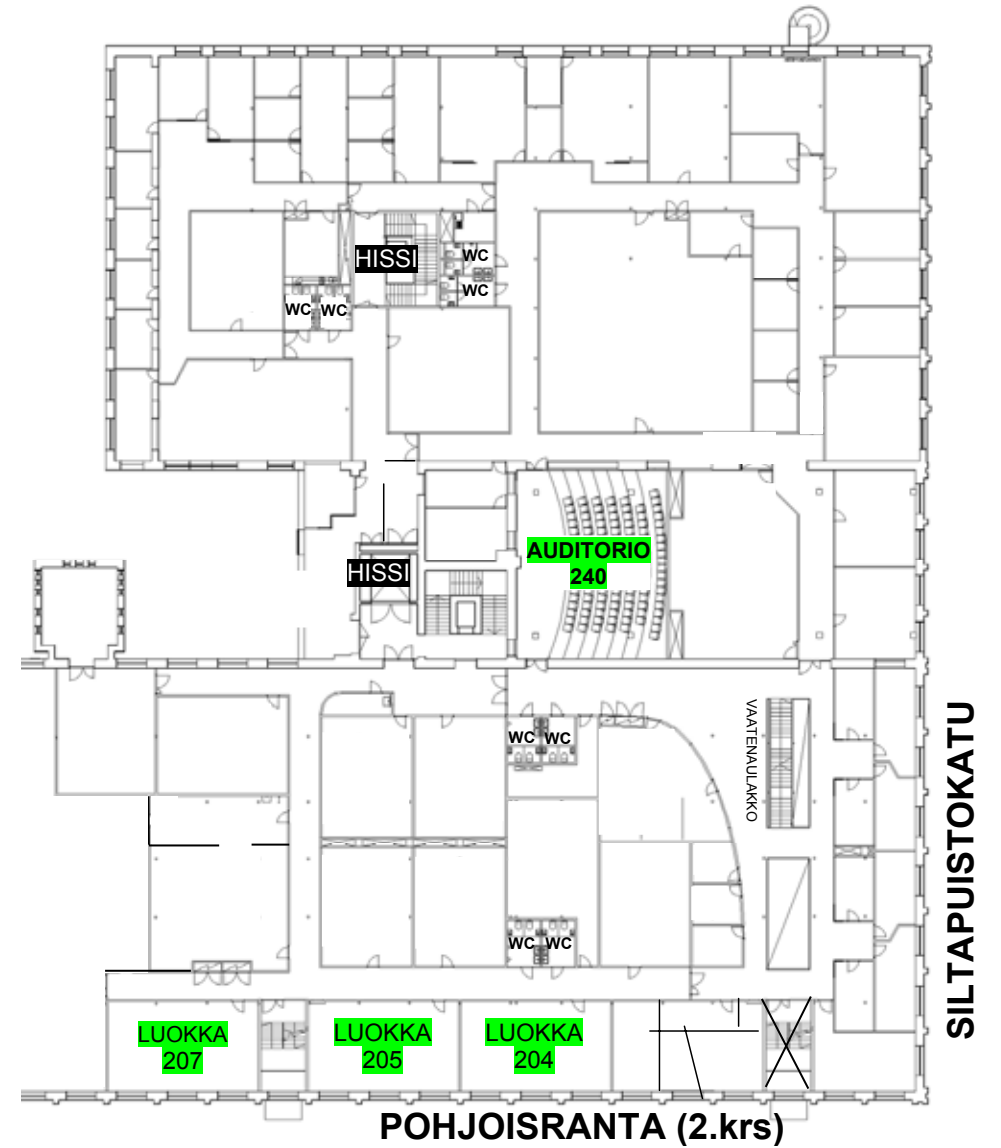 HISSI
WC
WC
WC WC
AUDITORIO
240
HISSI
VAATENAULAKKO
WC WC
SILTAPUISTOKATU
WC WC
LUOKKA
207
LUOKKA
205
LUOKKA
204
POHJOISRANTA (2.krs)